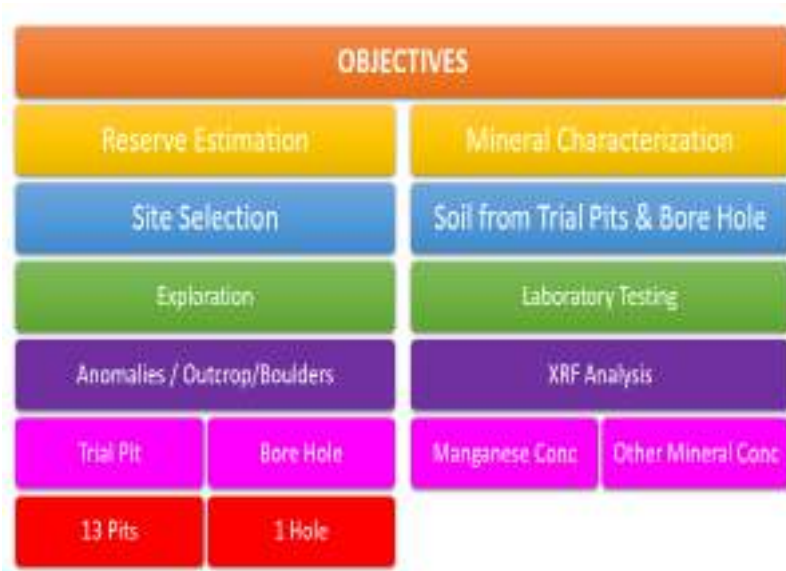 OBJECTIVES
Reserve Estimation
Mineral Characterization
Site Selection
Soil from Trial Pits & Bore Hole
Exploration
Laboratory Testing
Anomalies / Outcrop/Boulders
XRF Analysis
Trial Pit
Bore Hole
Manganese Conc
Other Mineral Conc
13 Pits
1 Hole